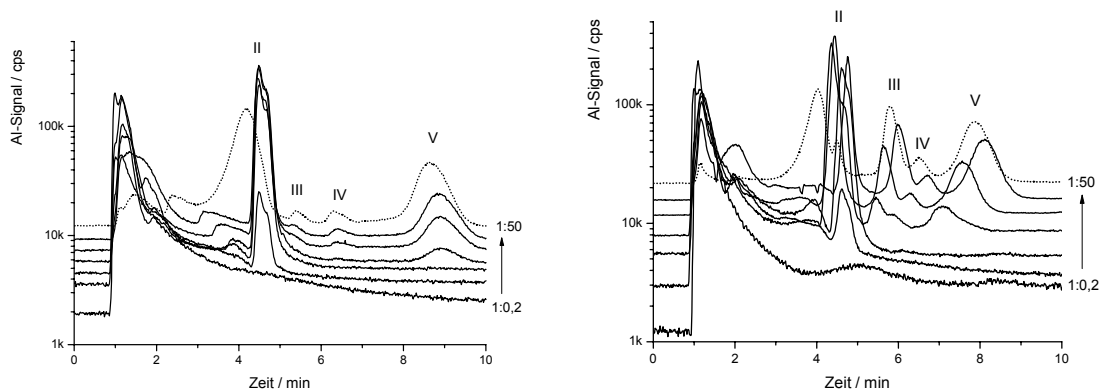 Al-Signal / cps
100k
10k
1k
II
III
IV
V
1:50
1:0,2
0
2
4
6
8
10
Zeit / min
Al-Signal / cps
100k
10k
1k
II
III
IV
V
1:50
1:0,2
0
2
4
6
8
10
Zeit / min